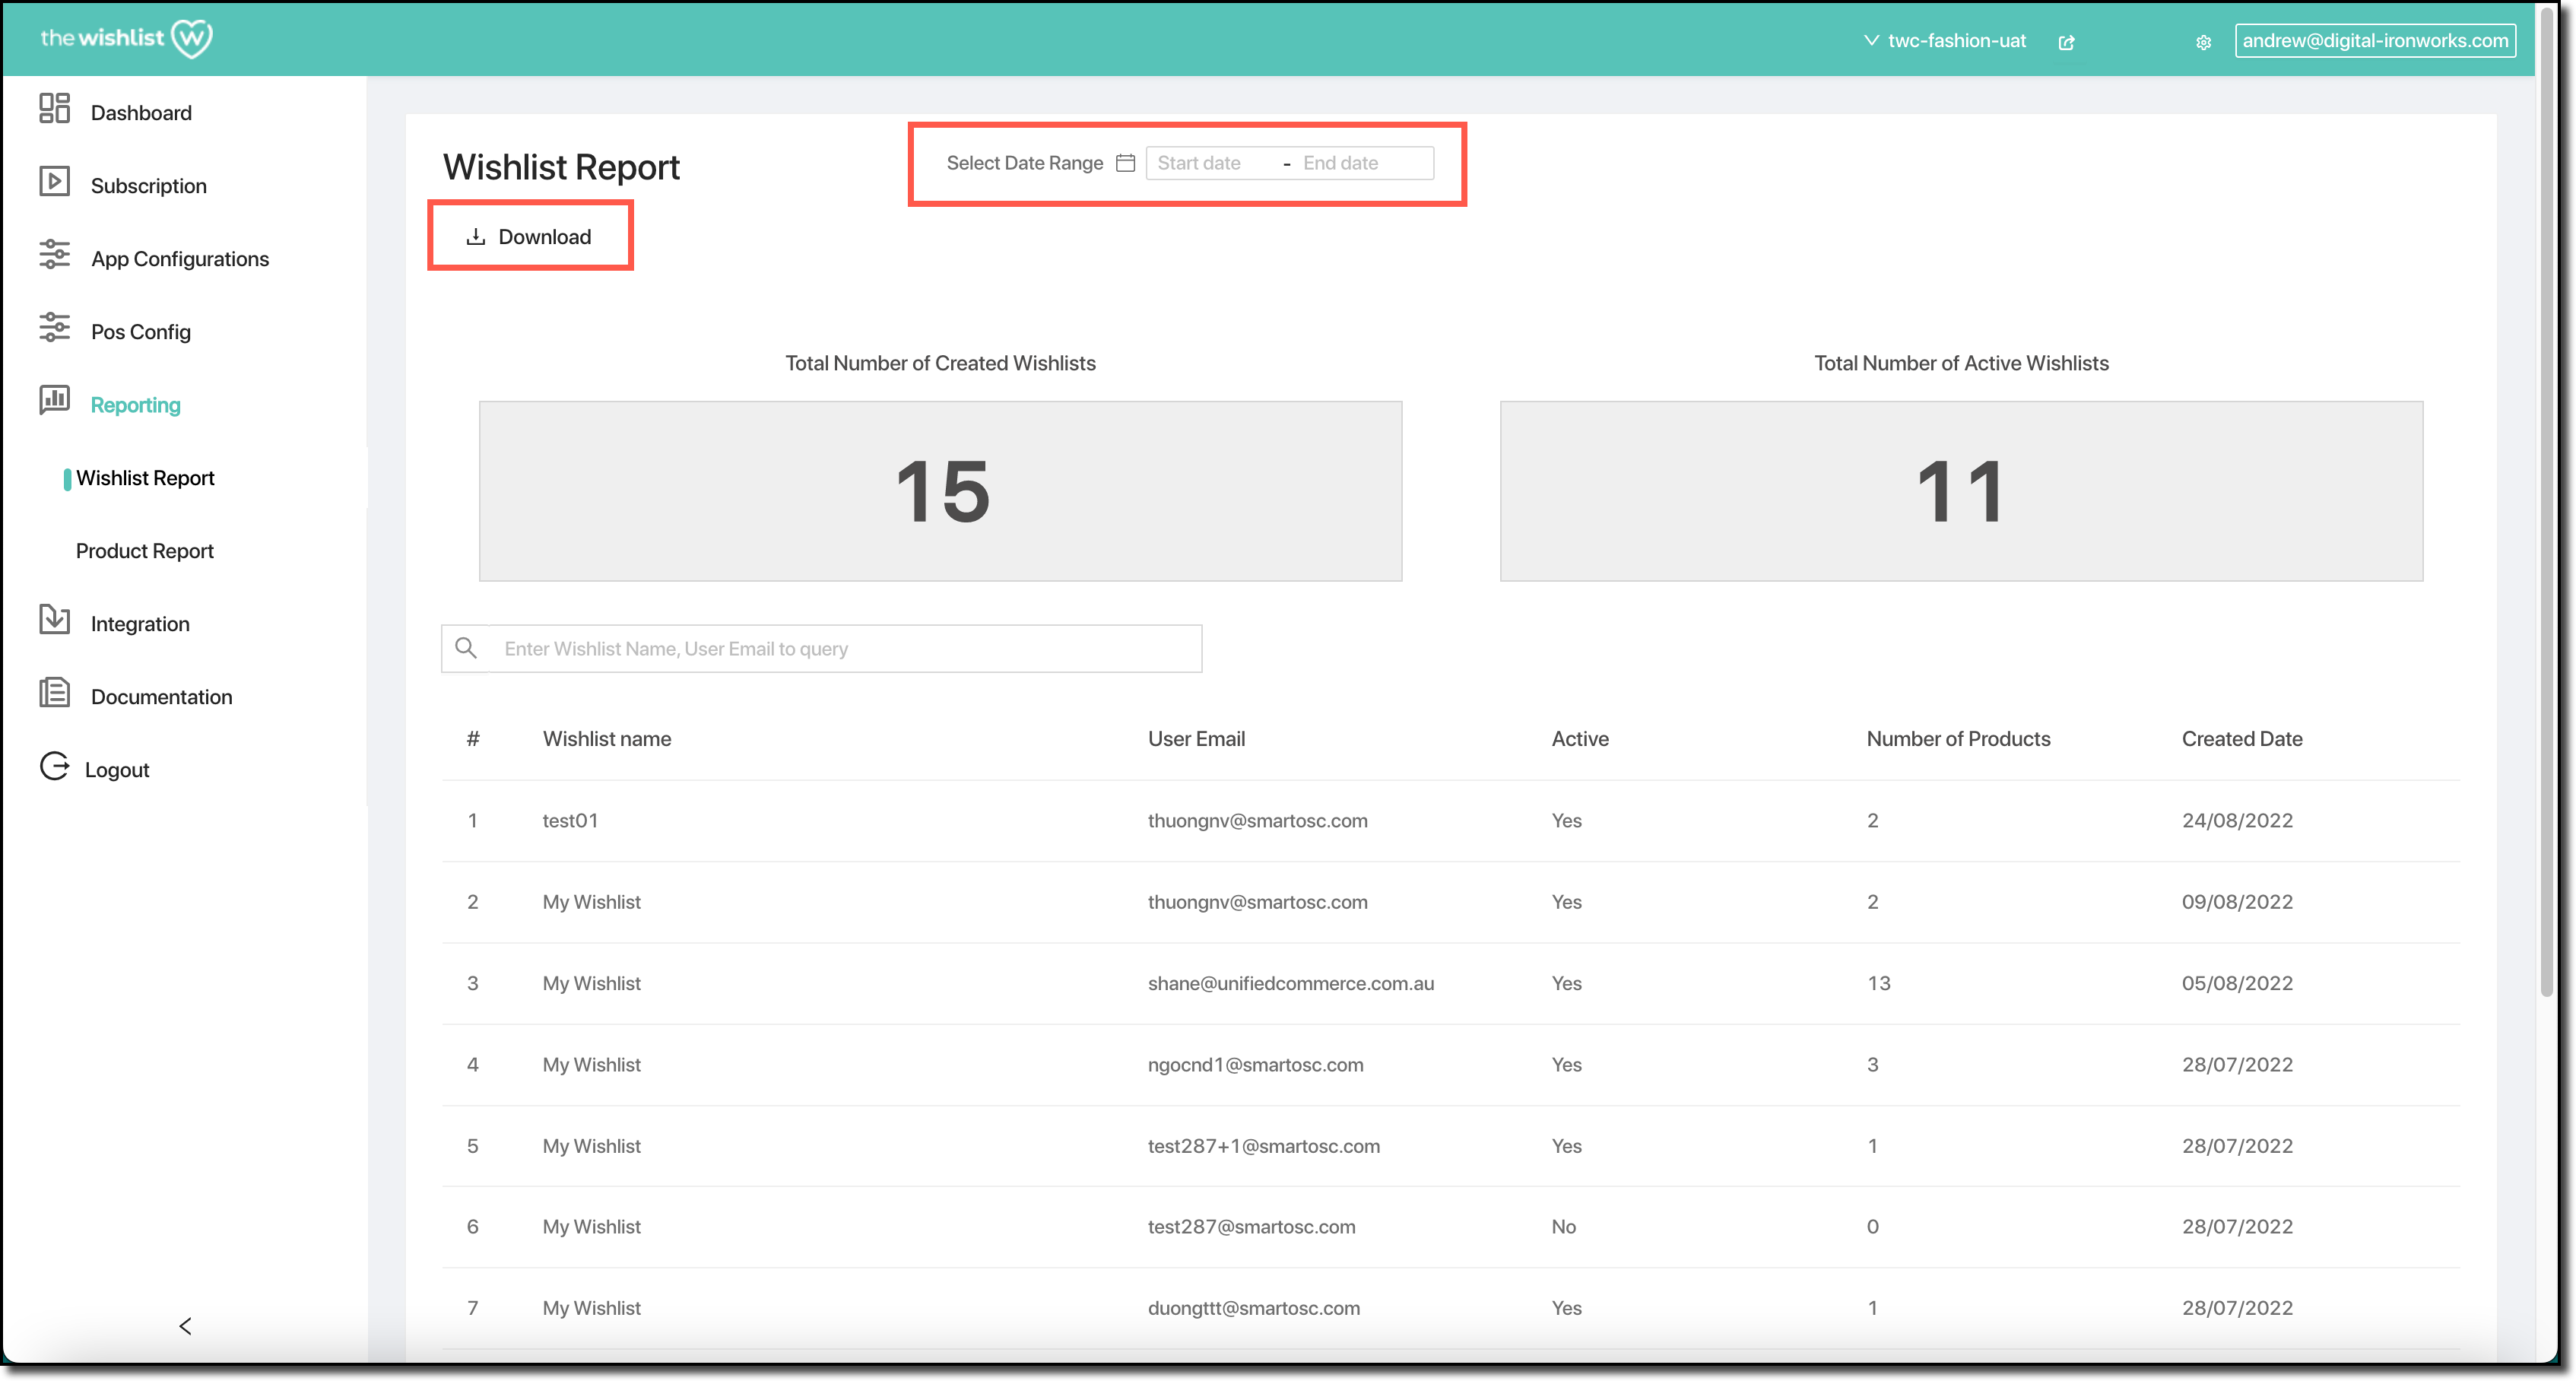 the wishlist W
twc-fashion-uat
andrew@digital-ironworks.com
Dashboard
Subscription
App Configurations
Pos Config
Reporting
Wishlist Report
Product Report
Integration
Documentation
Logout
Wishlist Report
Select Date Range Start date - End date
Download
Total Number of Created Wishlists
15
Total Number of Active Wishlists
11
Enter Wishlist Name, User Email to query
# Wishlist name User Email Active Number of Products Created Date
1 test01 thuongnv@smartosc.com Yes 2 24/08/2022
2 My Wishlist thuongnv@smartosc.com Yes 2 09/08/2022
3 My Wishlist shane@unifiedcommerce.com.au Yes 13 05/08/2022
4 My Wishlist ngocnd1@smartosc.com Yes 3 28/07/2022
5 My Wishlist test287+1@smartosc.com Yes 1 28/07/2022
6 My Wishlist test287@smartosc.com No 0 28/07/2022
7 My Wishlist duongttt@smartosc.com Yes 1 28/07/2022